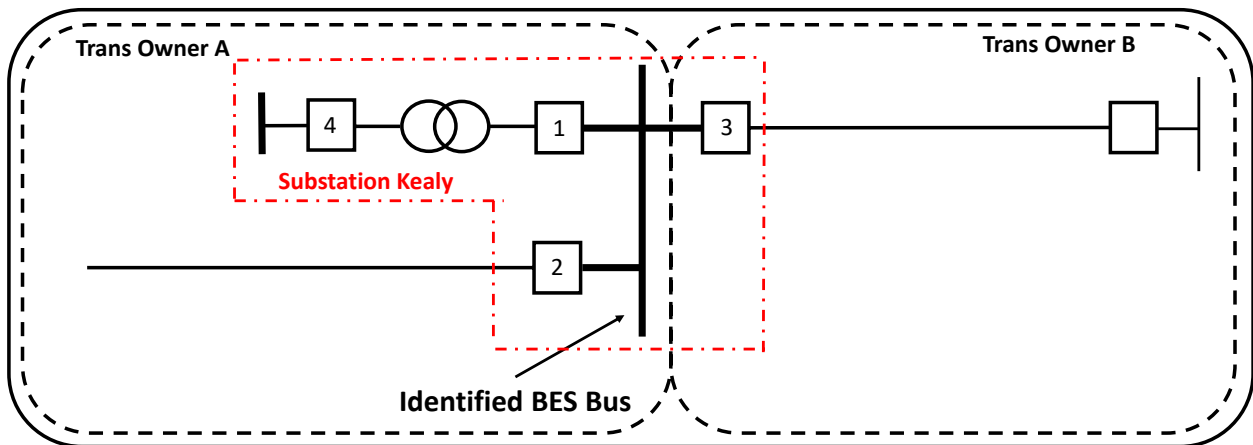 Trans Owner A
Trans Owner B
4
1
3
Substation Kealy
2
Identified BES Bus